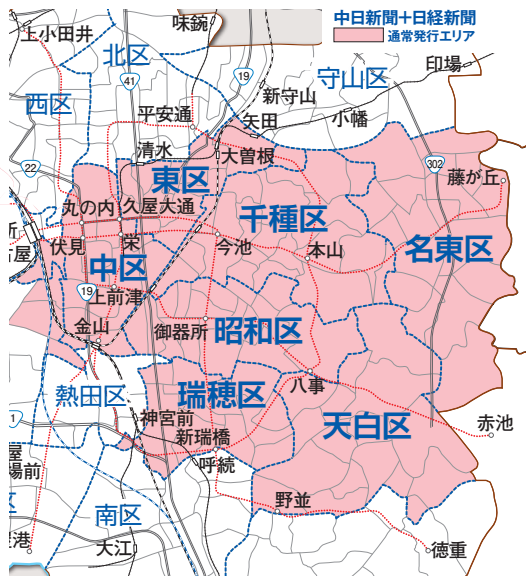 中日新聞+日経新聞
通常発行エリア
味鋺
上小田井
北区
守山区
印場
41
19
新守山
西区
平安通
矢田
小幡
清水
大曽根
302
22
東区
藤が丘
丸の内
久屋大通
千種区
伏見
栄
今池
本山
名東区
中区
19
上前津
金山
御器所
昭和区
熱田区
瑞穂区
八事
神宮前
天白区
赤池
新瑞橋
呼続
南区
野並
大江
徳重